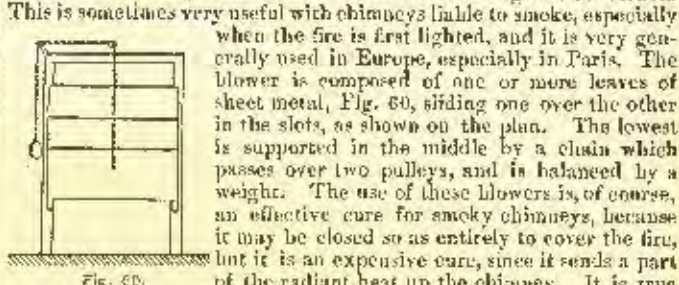 This is sometimes very useful with chimneys liable to smoke, especially
when the fire is first lighted, and it is very gen-
erally used in Europe, especially in Paris. The
blower is composed of one or more leaves of
sheet metal, Fig. 60, sliding one over the other
in the slots, as shown on the plan. The lowest
is supported in the middle by a chain which
passes over two pulleys, and is balanced by a
weight. The use of these blowers is, of course,
an effective cure for smoky chimneys, because
it may be closed so as entirely to cover the fire,
but it is an expensive cure, since it sends a part
of the radiant heat up the chimney. It is true
Fig. 60.